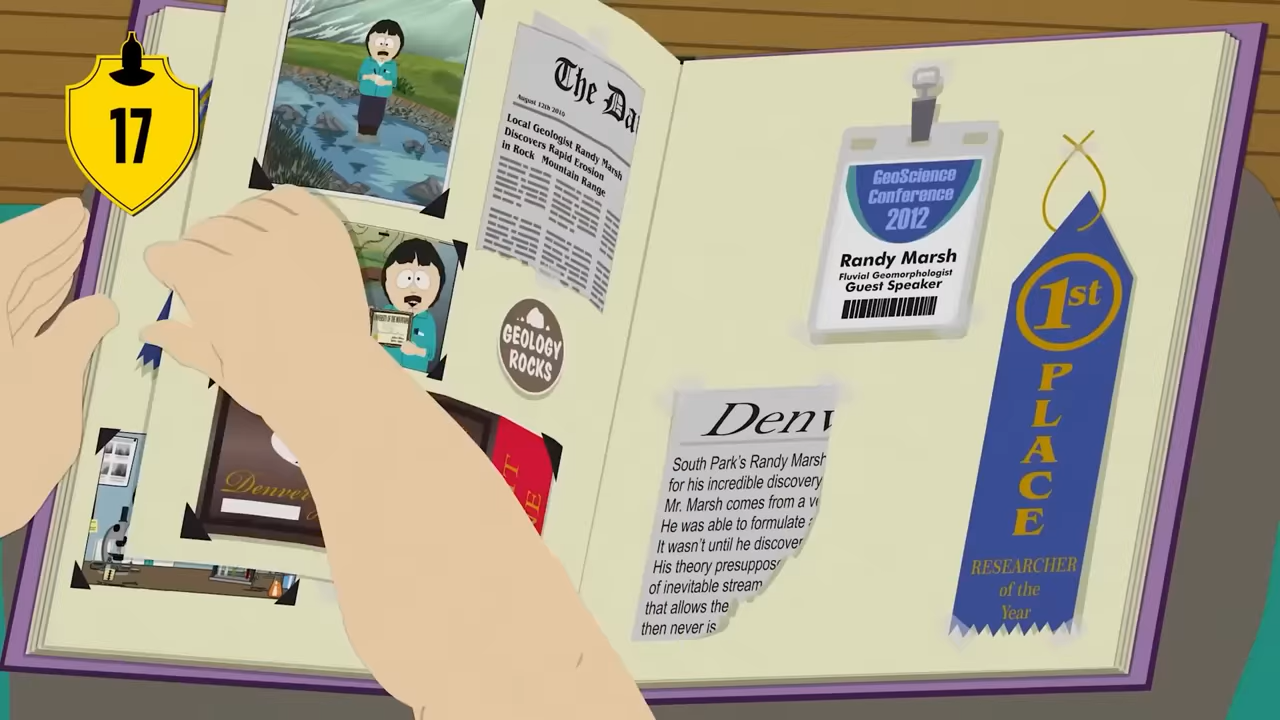 17
The Da
August 12th 2010
Local Geologist Randy Marsh
Discovers Rapid Erosion
in Rock Mountain Range
GEOLOGY
ROCKS
Denver
GeoScience
Conference
2012
Randy Marsh
Fluvial Geomorphologist
Guest Speaker
1st
PLACE
RESEARCHER
of the
Year
Denv
South Park's Randy Marsh
for his incredible discovery
Mr. Marsh comes from a ve
He was able to formulate a
It wasn't until he discover
His theory presuppose
of inevitable stream
that allows the
then never is